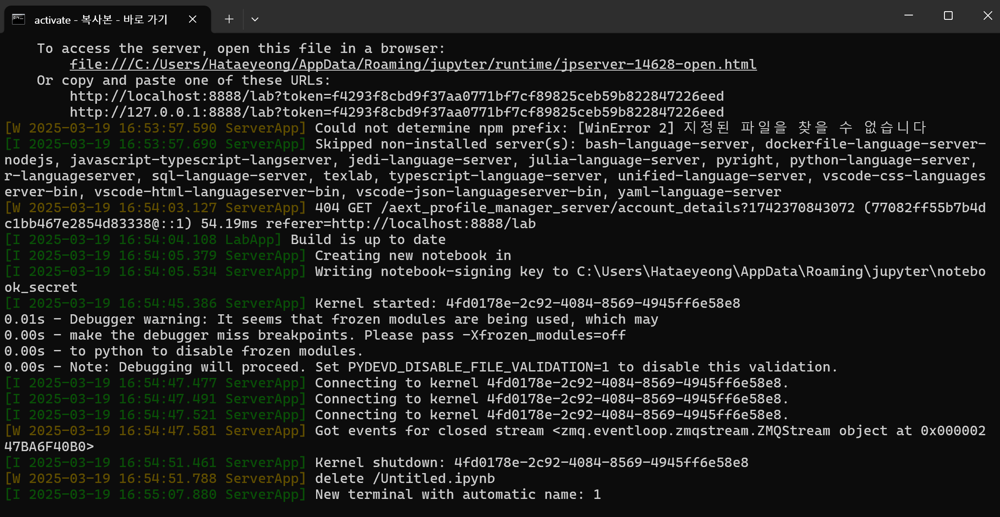 activate - 복사본 - 바로 가기
To access the server, open this file in a browser:
file:///C:/Users/Hataeyeong/AppData/Roaming/jupyter/runtime/jpserver-14628-open.html
Or copy and paste one of these URLs:
http://localhost:8888/lab?token=f4293f8cbd9f37aa0771bf7cf89825ceb59b822847226eed
http://127.0.0.1:8888/lab?token=f4293f8cbd9f37aa0771bf7cf89825ceb59b822847226eed
[W 2025-03-19 16:53:57.590 ServerApp] Could not determine npm prefix: [WinError 2] 지정된 파일을 찾을 수 없습니다
[I 2025-03-19 16:53:57.690 ServerApp] Skipped non-installed server(s): bash-language-server, dockerfile-language-server-
nodejs, javascript-typescript-langserver, jedi-language-server, julia-language-server, pyright, python-language-server,
r-languageserver, sql-language-server, texlab, typescript-language-server, unified-language-server, vscode-css-languages
erver-bin, vscode-html-languageserver-bin, vscode-json-languageserver-bin, yaml-language-server
[W 2025-03-19 16:54:03.127 ServerApp] 404 GET /aext_profile_manager_server/account_details?1742370843072 (77082ff55b7b4d
c1bb467e2854d83338@::1) 54.19ms referer=http://localhost:8888/lab
[I 2025-03-19 16:54:04.108 LabApp] Build is up to date
[I 2025-03-19 16:54:05.379 ServerApp] Creating new notebook in
[I 2025-03-19 16:54:05.534 ServerApp] Writing notebook-signing key to C:\Users\Hataeyeong\AppData\Roaming\jupyter\notebo
ok_secret
[I 2025-03-19 16:54:45.386 ServerApp] Kernel started: 4fd0178e-2c92-4084-8569-4945ff6e58e8
0.01s - Debugger warning: It seems that frozen modules are being used, which may
0.00s - make the debugger miss breakpoints. Please pass -Xfrozen_modules=off
0.00s - to python to disable frozen modules.
0.00s - Note: Debugging will proceed. Set PYDEVD_DISABLE_FILE_VALIDATION=1 to disable this validation.
[I 2025-03-19 16:54:47.477 ServerApp] Connecting to kernel 4fd0178e-2c92-4084-8569-4945ff6e58e8.
[I 2025-03-19 16:54:47.491 ServerApp] Connecting to kernel 4fd0178e-2c92-4084-8569-4945ff6e58e8.
[I 2025-03-19 16:54:47.521 ServerApp] Connecting to kernel 4fd0178e-2c92-4084-8569-4945ff6e58e8.
[W 2025-03-19 16:54:47.581 ServerApp] Got events for closed stream <zmq.eventloop.zmqstream.ZMQStream object at 0x000002
47BA6F40B0>
[I 2025-03-19 16:54:51.461 ServerApp] Kernel shutdown: 4fd0178e-2c92-4084-8569-4945ff6e58e8
[W 2025-03-19 16:54:51.788 ServerApp] delete /Untitled.ipynb
[I 2025-03-19 16:55:07.880 ServerApp] New terminal with automatic name: 1